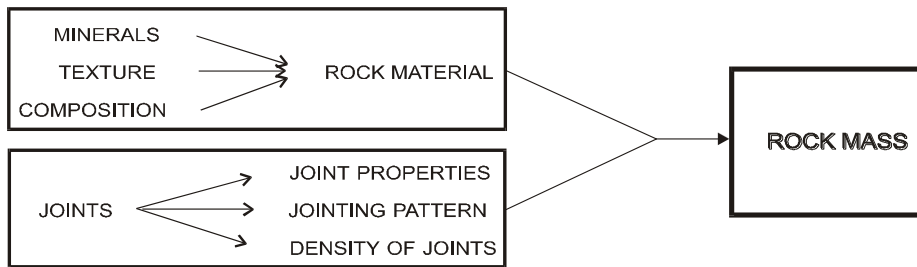 MINERALS
TEXTURE
COMPOSITION
ROCK MATERIAL
JOINTS
JOINT PROPERTIES
JOINTING PATTERN
DENSITY OF JOINTS
ROCK MASS